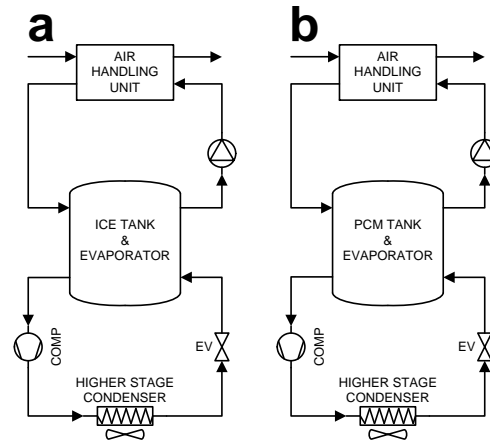 a
AIR
HANDLING
UNIT
ICE TANK
&
EVAPORATOR
COMP
EV
HIGHER STAGE
CONDENSER
b
AIR
HANDLING
UNIT
PCM TANK
&
EVAPORATOR
COMP
EV
HIGHER STAGE
CONDENSER